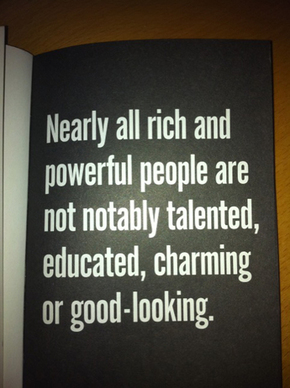 Nearly all rich and
powerful people are
not notably talented,
educated, charming
or good-looking.